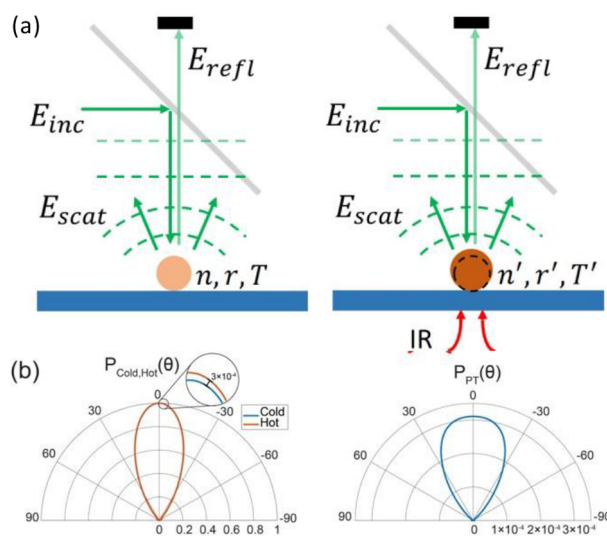 (a)
E_refl
E_inc
E_scat
n, r, T
E_refl
E_inc
E_scat
n′, r′, T′
IR
(b)
P_Cold,Hot(θ)
3×10⁻⁴
Cold
Hot
0
30
-30
60
-60
90
-90
0 0.2 0.4 0.6 0.8 1
P_PT(θ)
0
30
-30
60
-60
90
-90
0 1×10⁻⁴ 2×10⁻⁴ 3×10⁻⁴